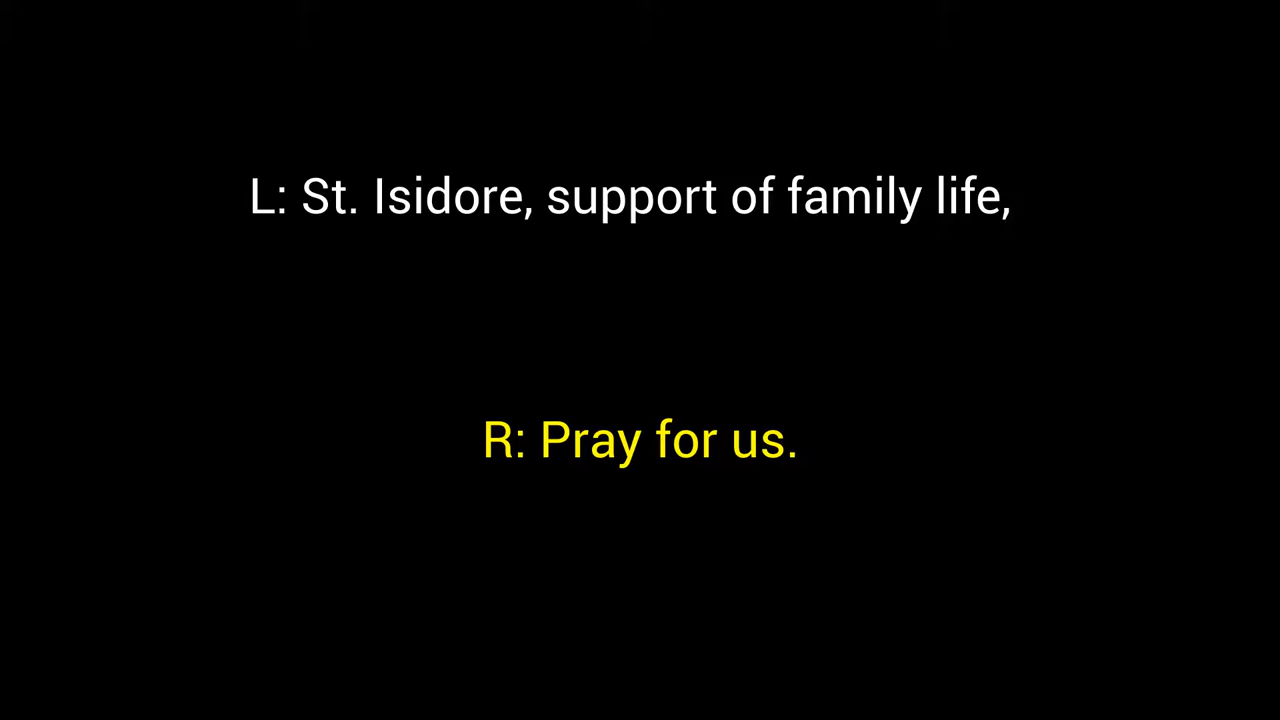 L: St. Isidore, support of family life,
R: Pray for us.